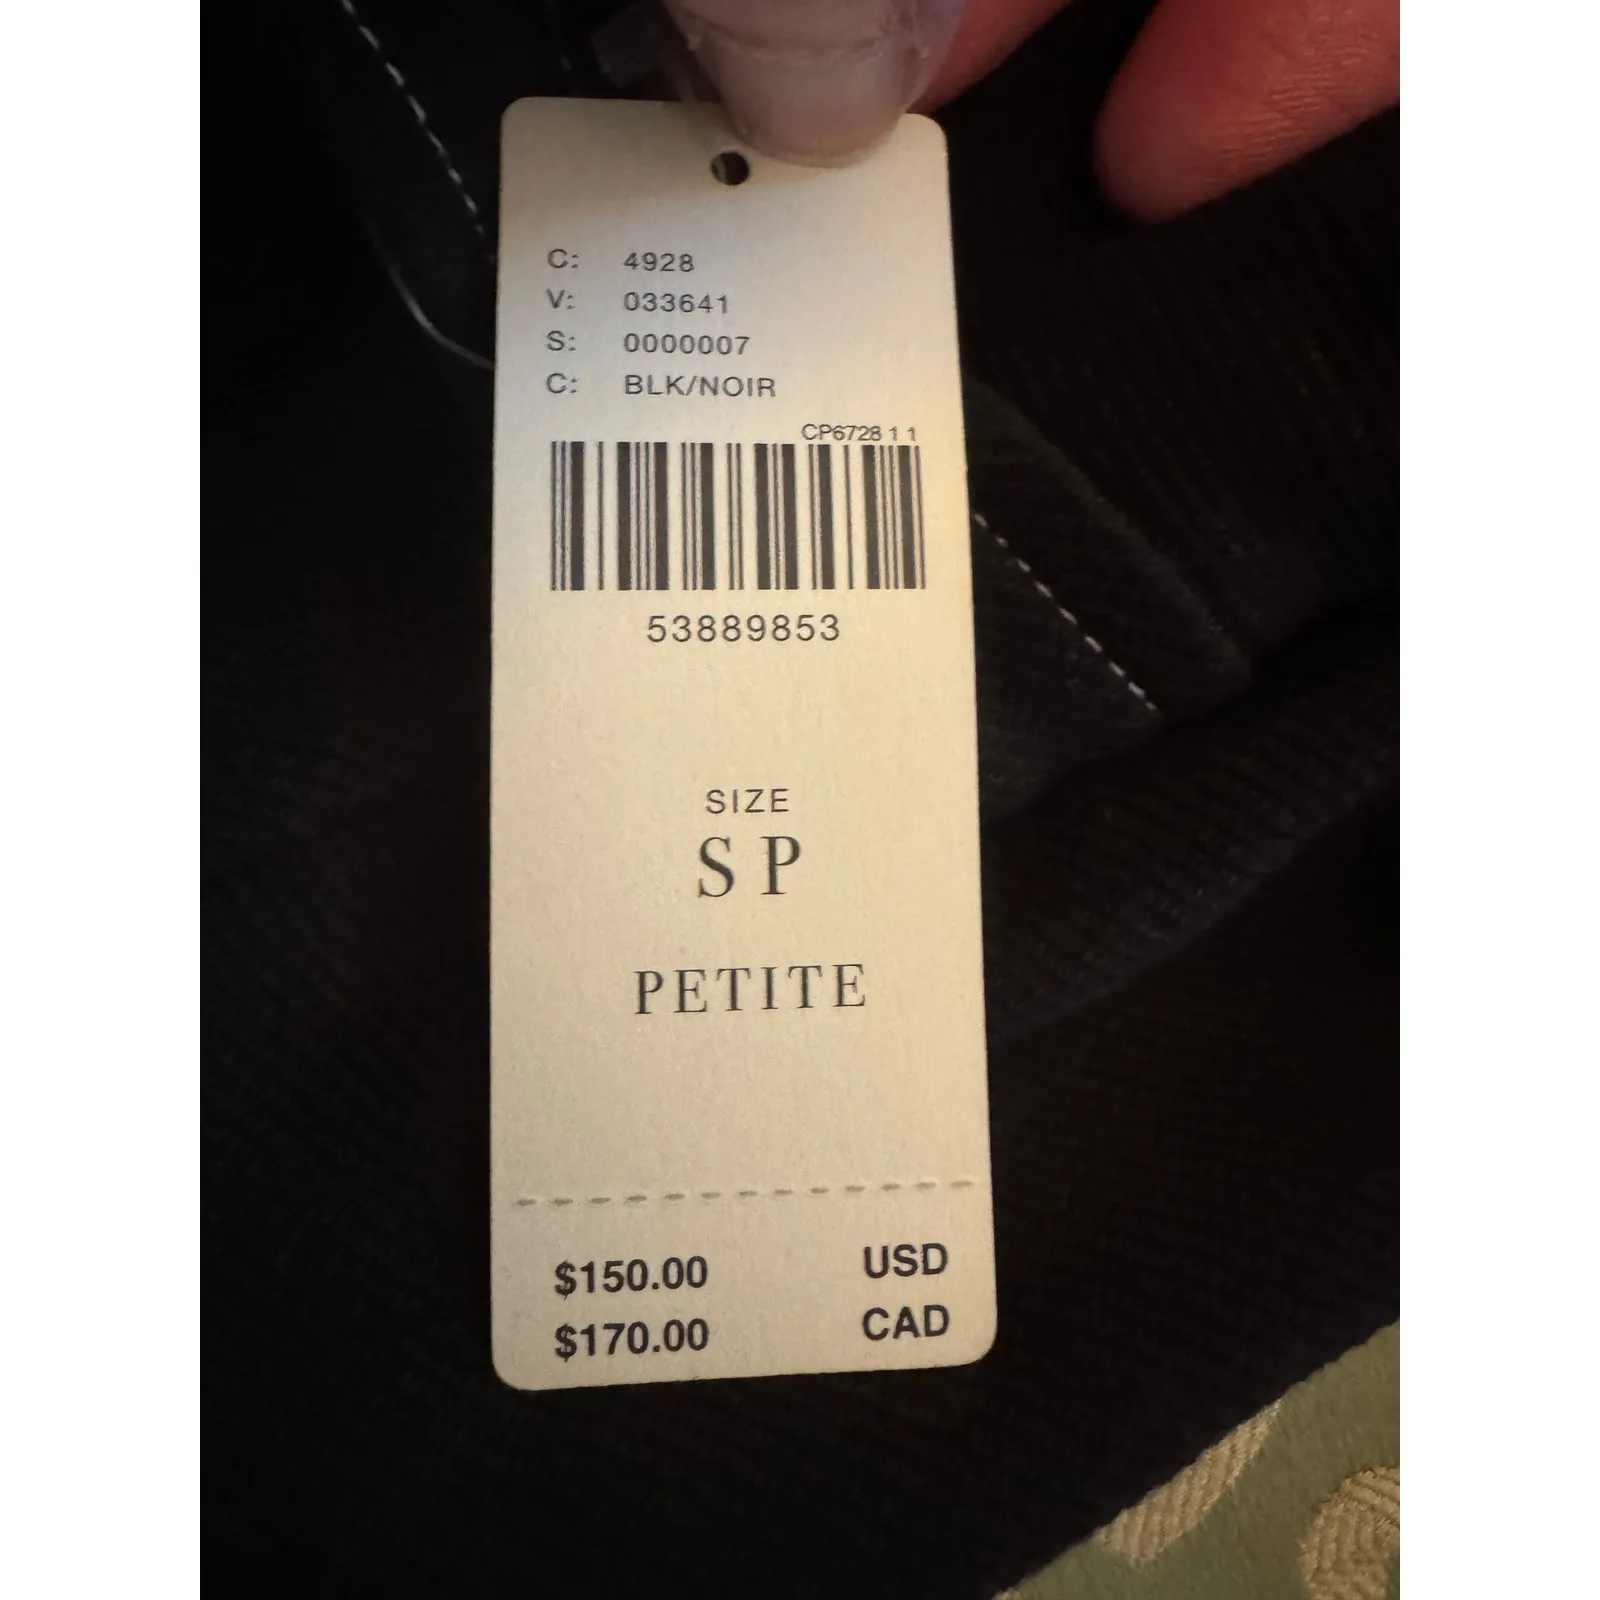 C: 4928
V: 033641
S: 0000007
C: BLK/NOIR
CP6728 1 1
53889853
SIZE
SP
PETITE
$150.00 USD
$170.00 CAD